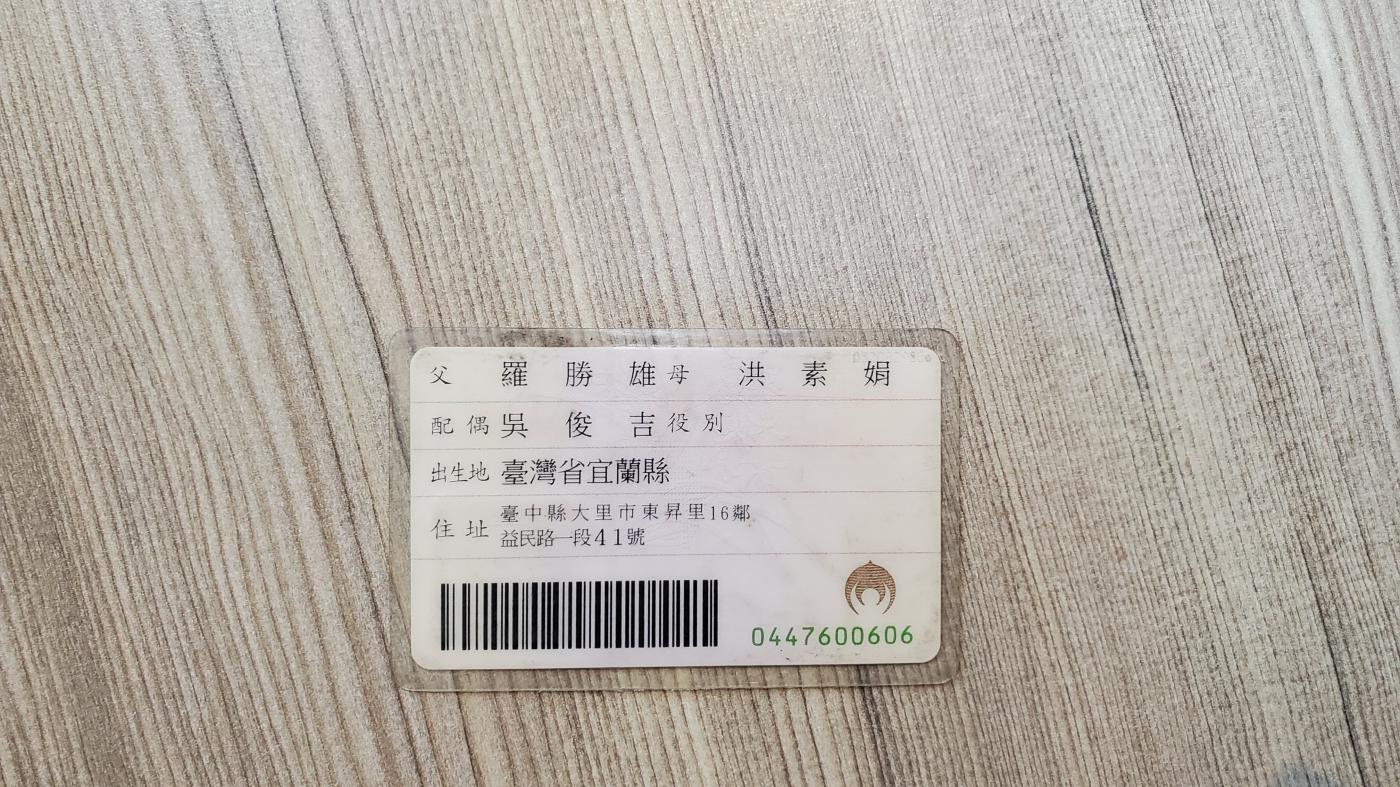 父 羅勝雄 母 洪素娟
配偶 吳俊吉 役別
出生地 臺灣省宜蘭縣
住址 臺中縣大里市東昇里16鄰
益民路一段41號
0447600606